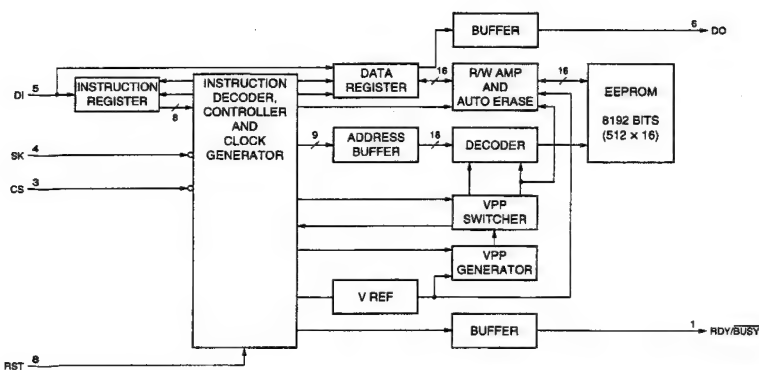 BUFFER
6 DO
DI 5
INSTRUCTION
REGISTER
8
INSTRUCTION
DECODER,
CONTROLLER
AND
CLOCK
GENERATOR
DATA
REGISTER
16
R/W AMP
AND
AUTO ERASE
16
EEPROM
8192 BITS
(512 × 16)
SK 4
CS 3
9
ADDRESS
BUFFER
18
DECODER
VPP
SWITCHER
VPP
GENERATOR
V REF
BUFFER
1 RDY/BUSY
RST 8